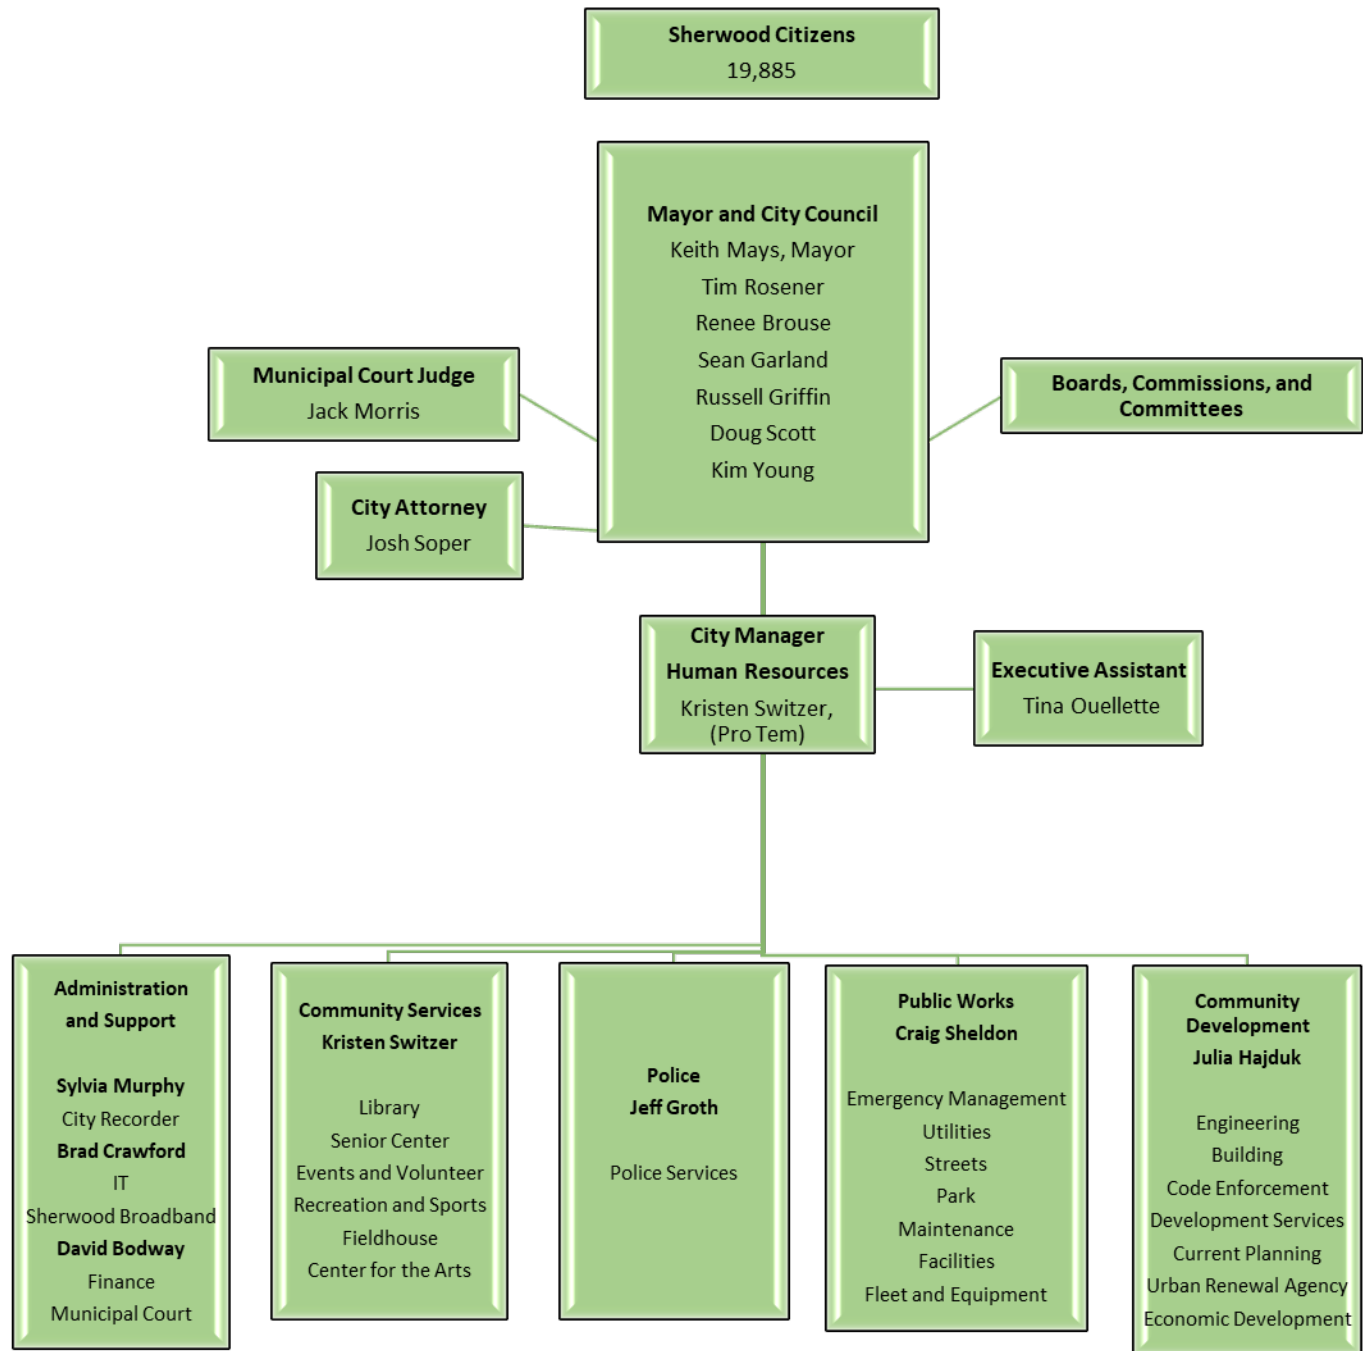 Sherwood Citizens
19,885
Mayor and City Council
Keith Mays, Mayor
Tim Rosener
Renee Brouse
Sean Garland
Russell Griffin
Doug Scott
Kim Young
Municipal Court Judge
Jack Morris
Boards, Commissions, and
Committees
City Attorney
Josh Soper
City Manager
Human Resources
Kristen Switzer,
(Pro Tem)
Executive Assistant
Tina Ouellette
Administration
and Support
Sylvia Murphy
City Recorder
Brad Crawford
IT
Sherwood Broadband
David Bodway
Finance
Municipal Court
Community Services
Kristen Switzer
Library
Senior Center
Events and Volunteer
Recreation and Sports
Fieldhouse
Center for the Arts
Police
Jeff Groth
Police Services
Public Works
Craig Sheldon
Emergency Management
Utilities
Streets
Park
Maintenance
Facilities
Fleet and Equipment
Community
Development
Julia Hajduk
Engineering
Building
Code Enforcement
Development Services
Current Planning
Urban Renewal Agency
Economic Development